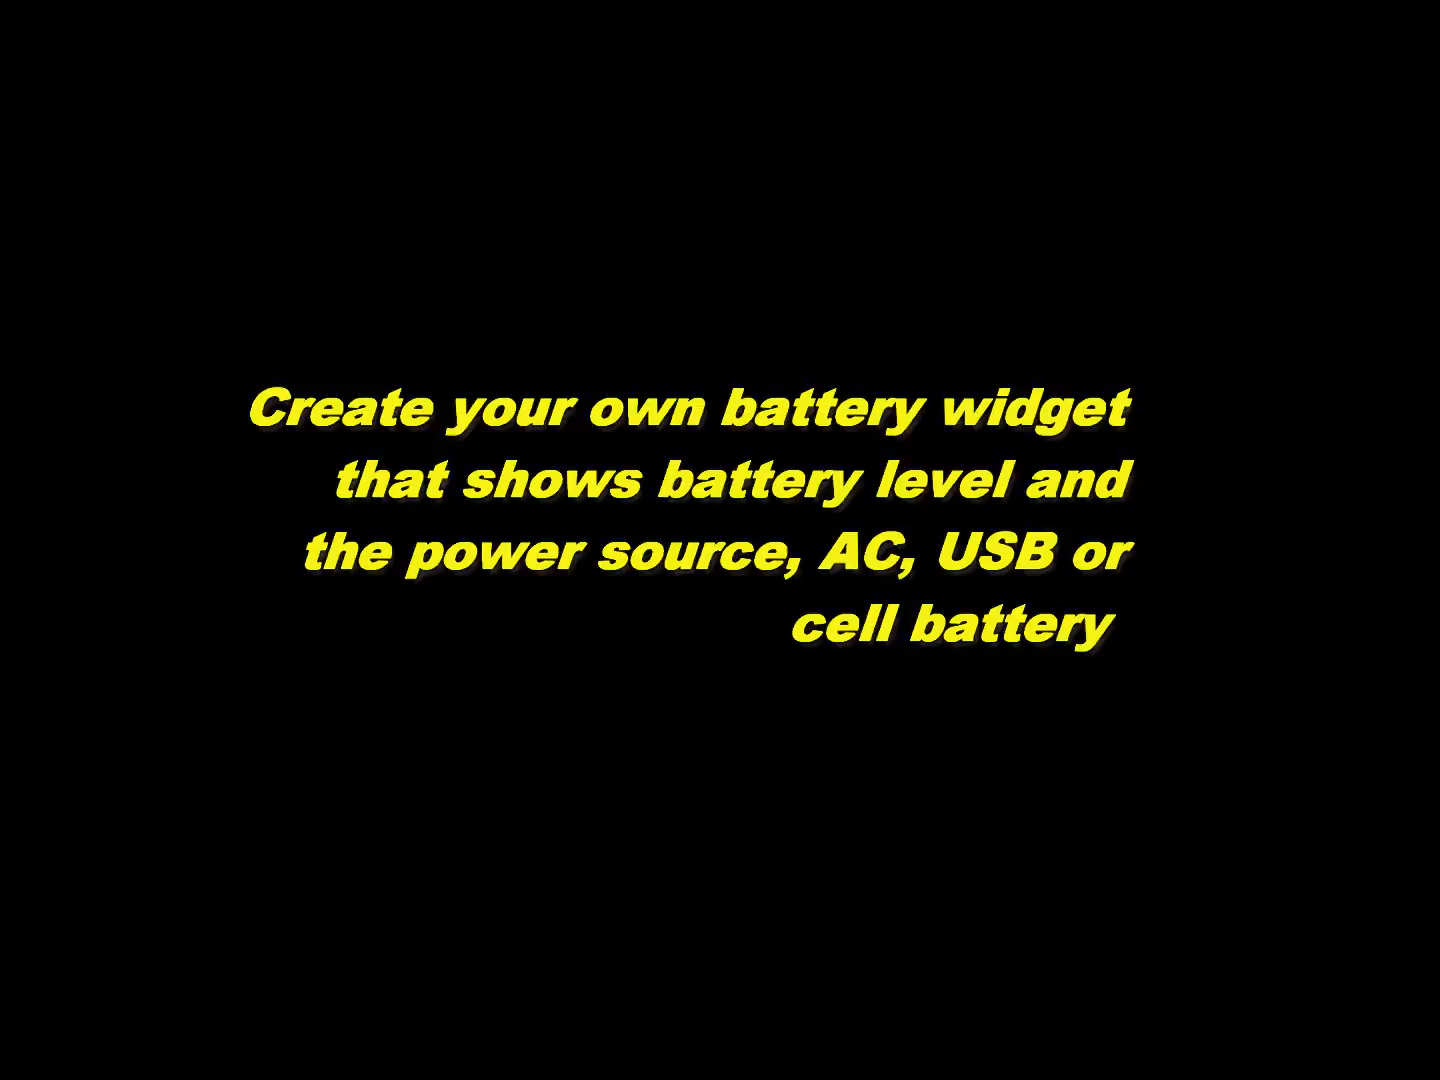 Create your own battery widget
that shows battery level and
the power source, AC, USB or
cell battery